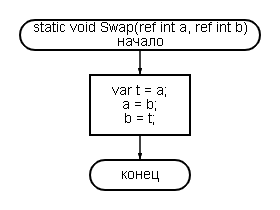 static void Swap(ref int a, ref int b)
начало
var t = a;
a = b;
b = t;
конец